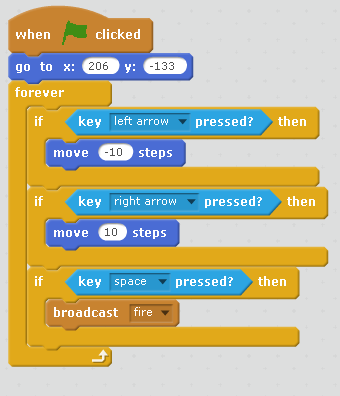 when clicked
go to x: 206 y: -133
forever
if key left arrow pressed? then
move -10 steps
if key right arrow pressed? then
move 10 steps
if key space pressed? then
broadcast fire